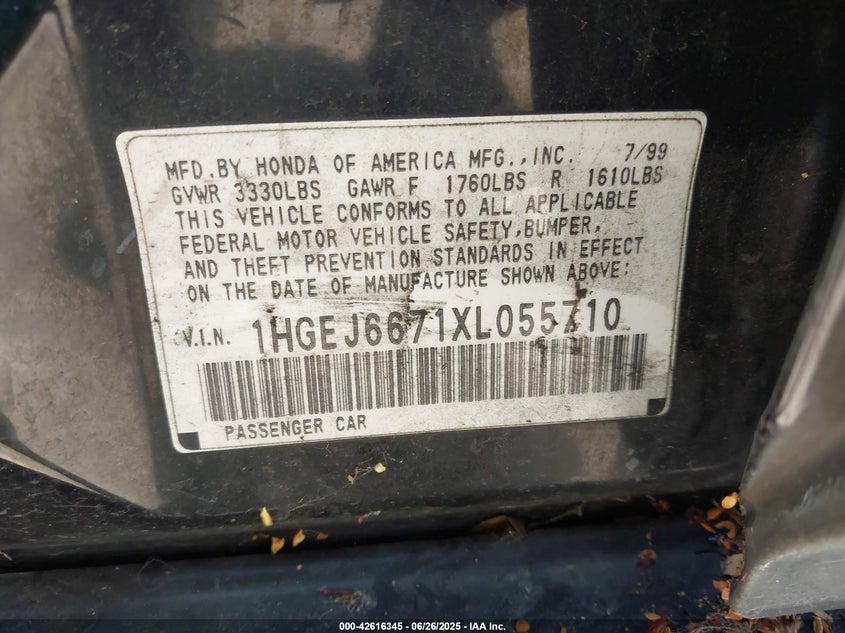 MFD.BY HONDA OF AMERICA MFG.,INC. 7/99
GVWR 3330LBS GAWR F 1760LBS R 1610LBS
THIS VEHICLE CONFORMS TO ALL APPLICABLE
FEDERAL MOTOR VEHICLE SAFETY,BUMPER,
AND THEFT PREVENTION STANDARDS IN EFFECT
ON THE DATE OF MANUFACTURE SHOWN ABOVE:
V.I.N. 1HGEJ6671XL055710
PASSENGER CAR
000-42616345 - 06/26/2025 - IAA Inc.